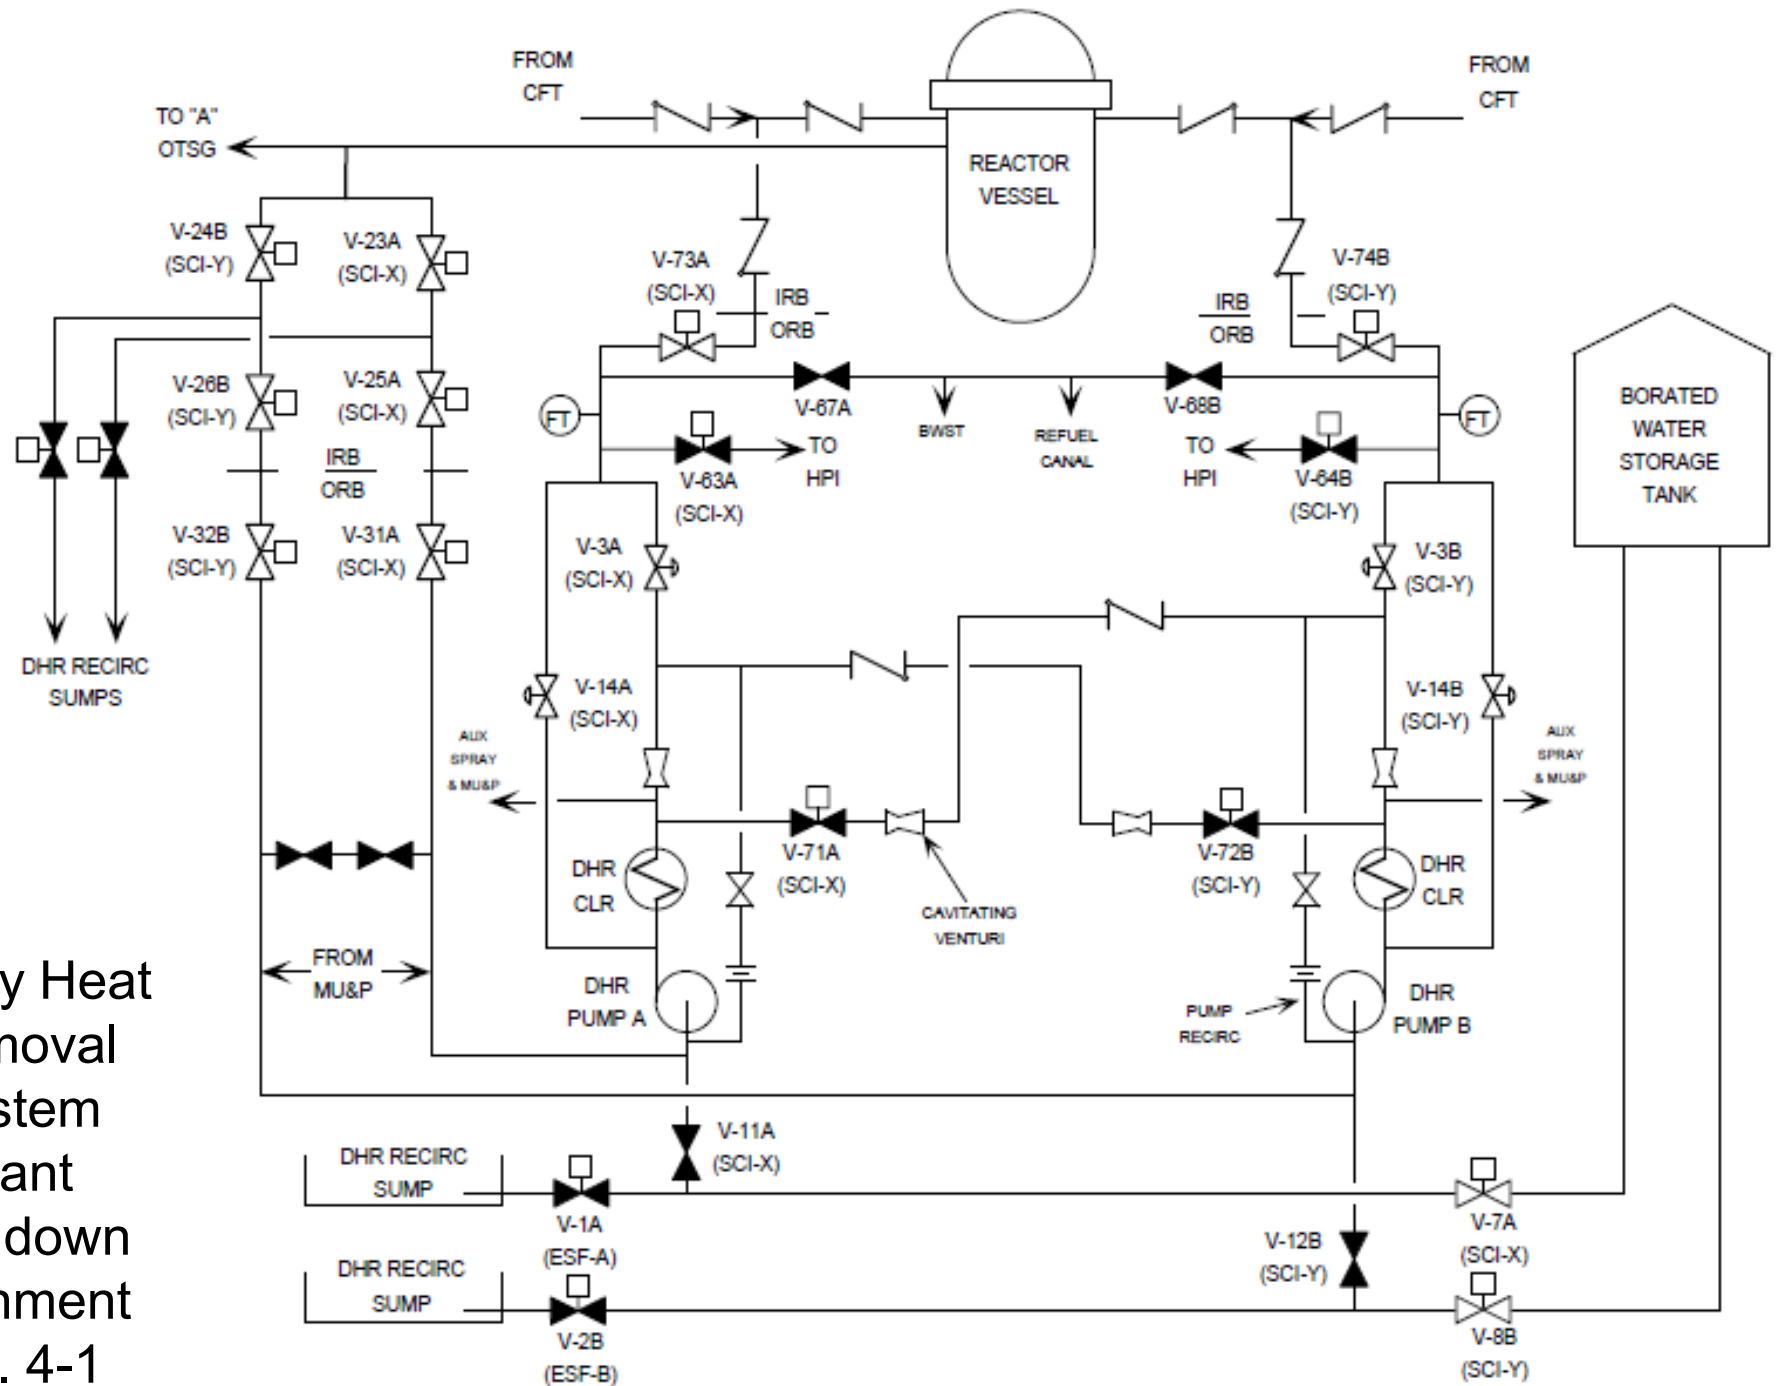 FROM
CFT
FROM
CFT
TO "A"
OTSG
REACTOR
VESSEL
V-24B
(SCI-Y)
V-23A
(SCI-X)
V-73A
(SCI-X)
IRB
ORB
V-74B
(SCI-Y)
IRB
ORB
V-26B
(SCI-Y)
V-25A
(SCI-X)
FT
V-67A
BWST
REFUEL
CANAL
V-68B
FT
BORATED
WATER
STORAGE
TANK
IRB
ORB
TO
HPI
V-63A
(SCI-X)
TO
HPI
V-64B
(SCI-Y)
V-32B
(SCI-Y)
V-31A
(SCI-X)
V-3A
(SCI-X)
V-3B
(SCI-Y)
DHR RECIRC
SUMPS
V-14A
(SCI-X)
V-14B
(SCI-Y)
AUX
SPRAY
& MU&P
AUX
SPRAY
& MU&P
DHR
CLR
V-71A
(SCI-X)
V-72B
(SCI-Y)
DHR
CLR
CAVITATING
VENTURI
FROM
MU&P
DHR
PUMP A
PUMP
RECIRC
DHR
PUMP B
y Heat
moval
stem
ant
down
nment
. 4-1
V-11A
(SCI-X)
DHR RECIRC
SUMP
V-1A
(ESF-A)
V-7A
(SCI-X)
V-12B
(SCI-Y)
DHR RECIRC
SUMP
V-2B
(ESF-B)
V-8B
(SCI-Y)